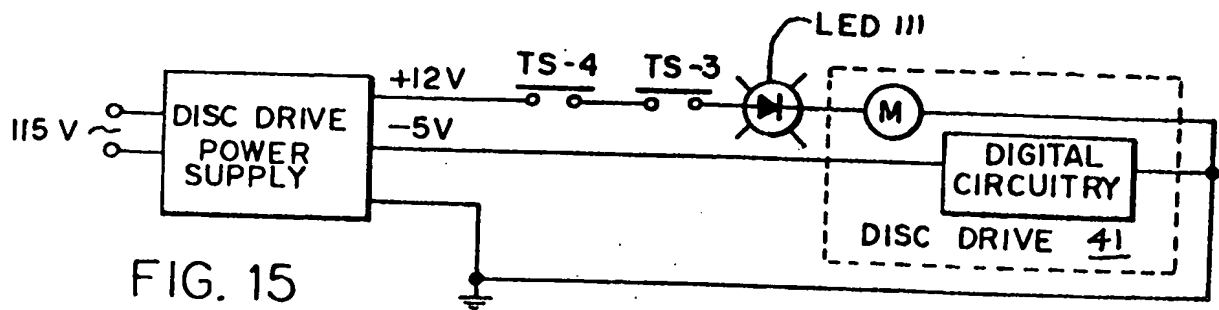 LED 111
TS-4 TS-3
+12V
115 V ~
DISC DRIVE
POWER
SUPPLY
-5V
M
DIGITAL
CIRCUITRY
DISC DRIVE 41
FIG. 15